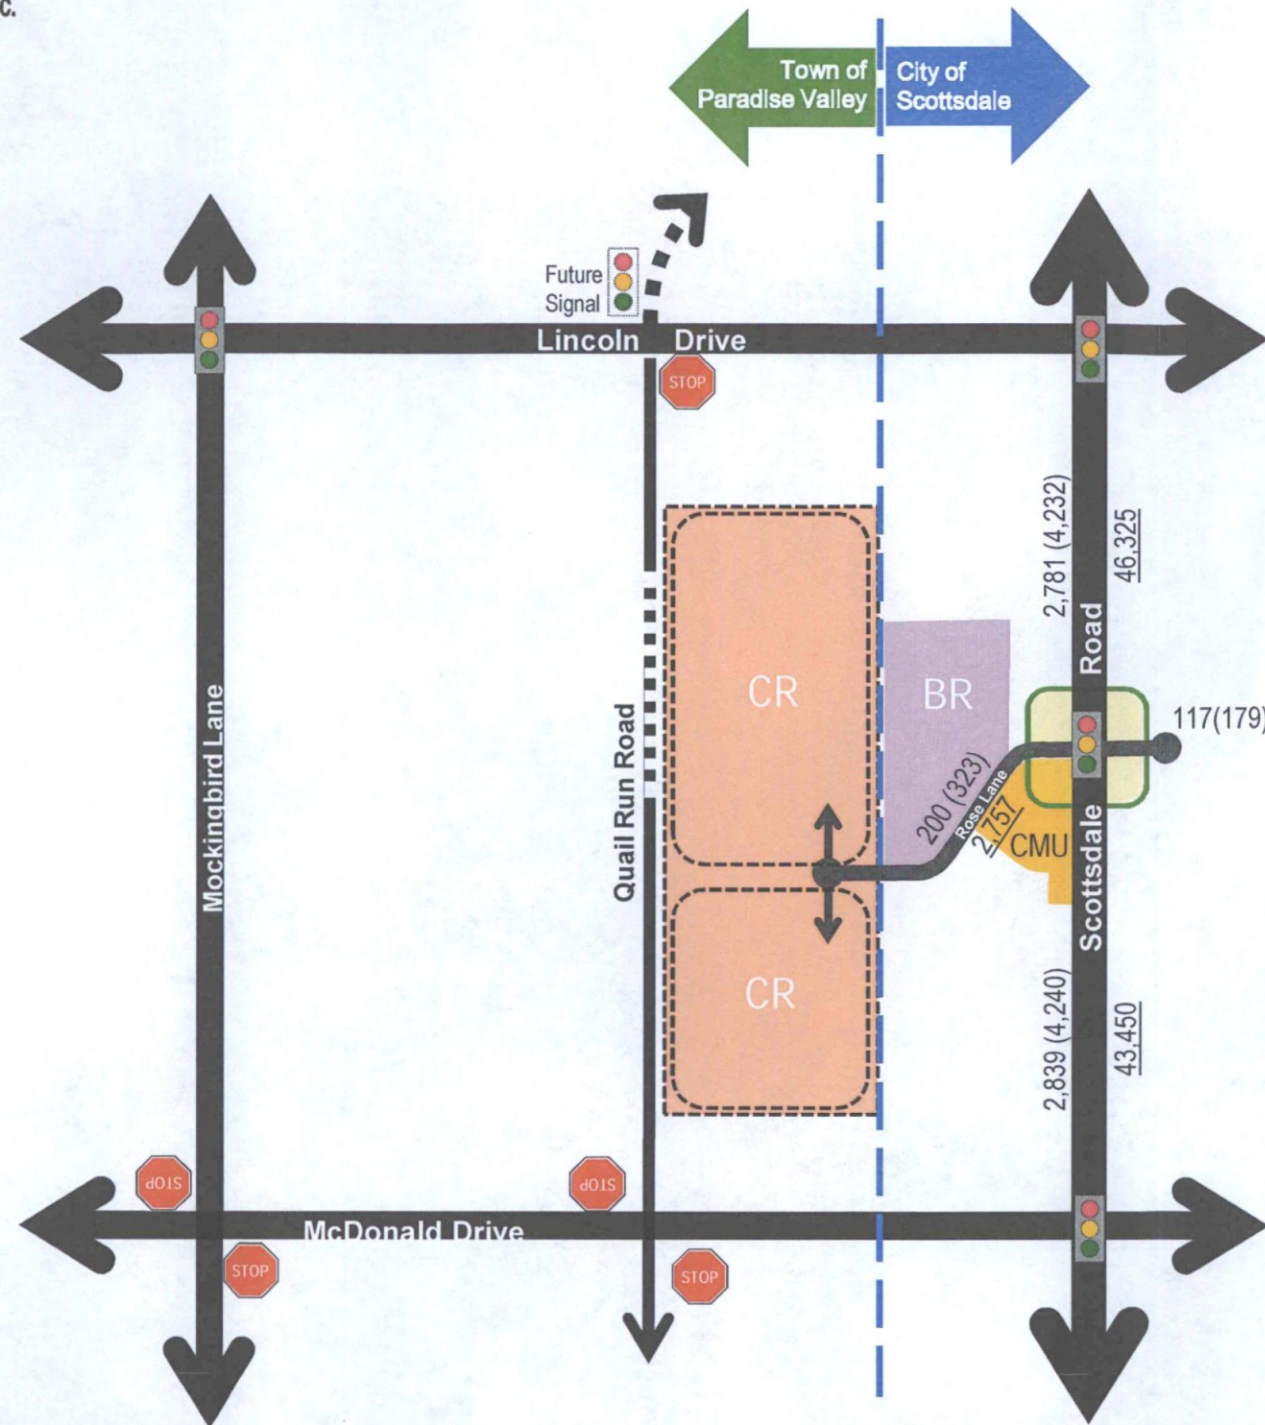 c.
Town of
Paradise Valley
City of
Scottsdale
Future
Signal
Lincoln Drive
STOP
2,781 (4,232)
46,325
Road
CR
BR
117(179)
Mockingbird Lane
Quail Run Road
200 (323)
Rose Lane
2,757
CMU
Scottsdale
CR
2,839 (4,240)
43,450
STOP
STOP
McDonald Drive
STOP
STOP